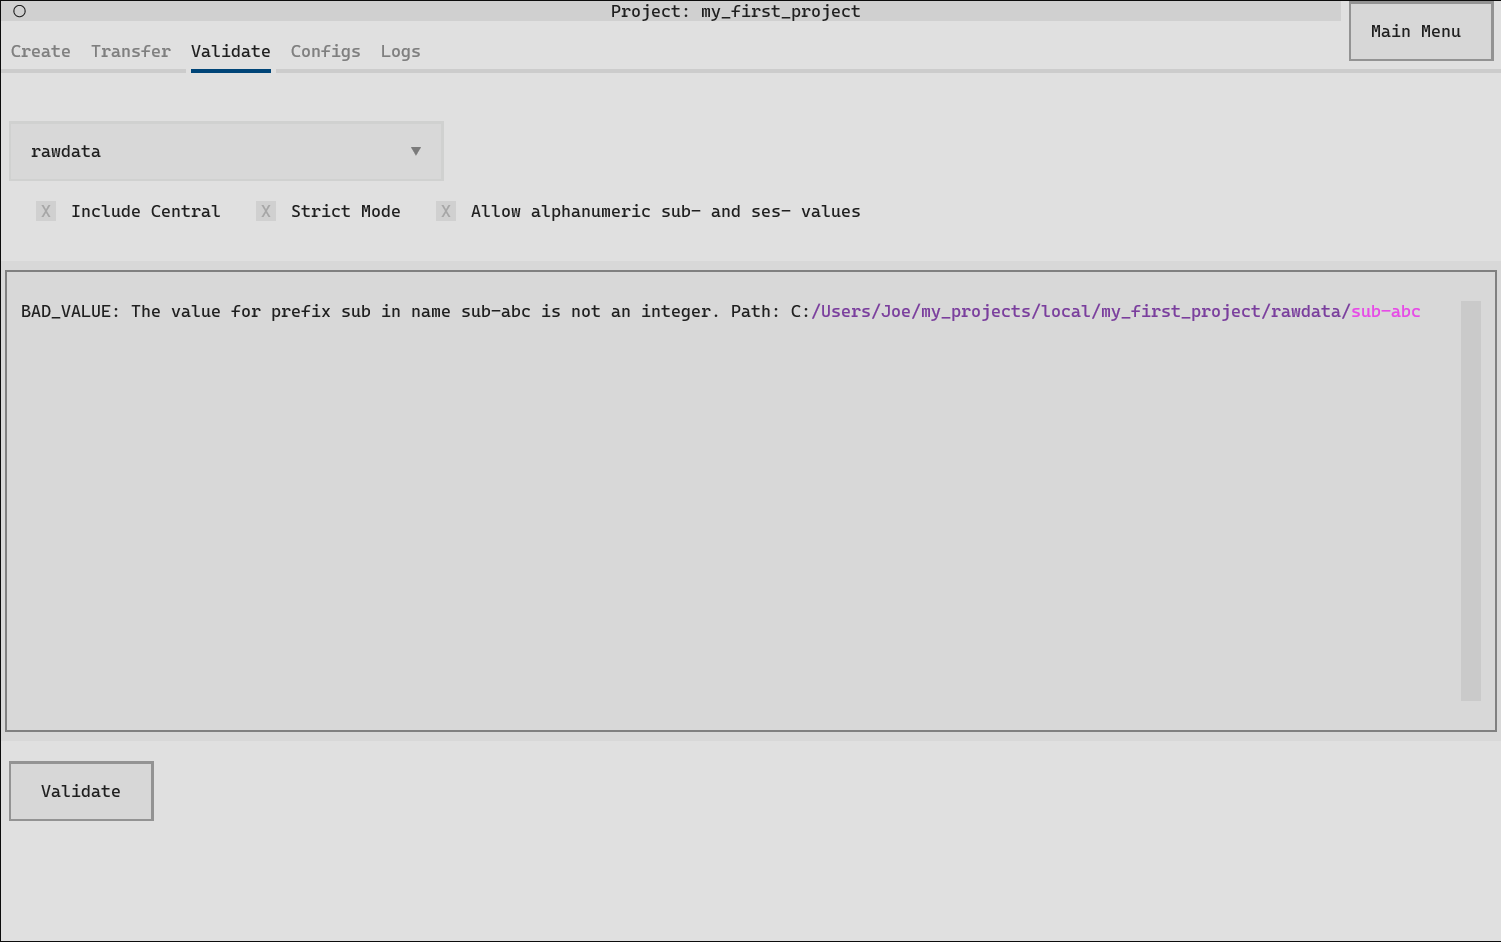 Project: my_first_project
Main Menu
Create Transfer Validate Configs Logs
rawdata ▼
X Include Central X Strict Mode X Allow alphanumeric sub- and ses- values
BAD_VALUE: The value for prefix sub in name sub-abc is not an integer. Path: C:/Users/Joe/my_projects/local/my_first_project/rawdata/sub-abc
Validate